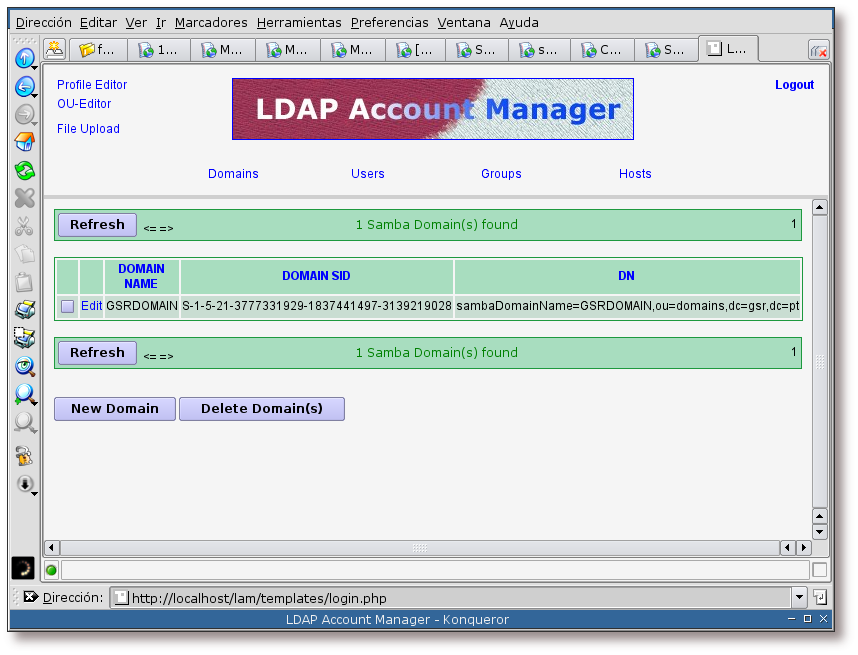 Dirección Editar Ver Ir Marcadores Herramientas Preferencias Ventana Ayuda
f... 1... M... M... M... [... S... s... C... S... L...
Profile Editor
OU-Editor
File Upload
LDAP Account Manager
Logout
Domains Users Groups Hosts
Refresh <= => 1 Samba Domain(s) found 1
DOMAIN NAME DOMAIN SID DN
Edit GSRDOMAIN S-1-5-21-3777331929-1837441497-3139219028 sambaDomainName=GSRDOMAIN,ou=domains,dc=gsr,dc=pt
Refresh <= => 1 Samba Domain(s) found 1
New Domain Delete Domain(s)
Dirección: http://localhost/lam/templates/login.php
LDAP Account Manager - Konqueror